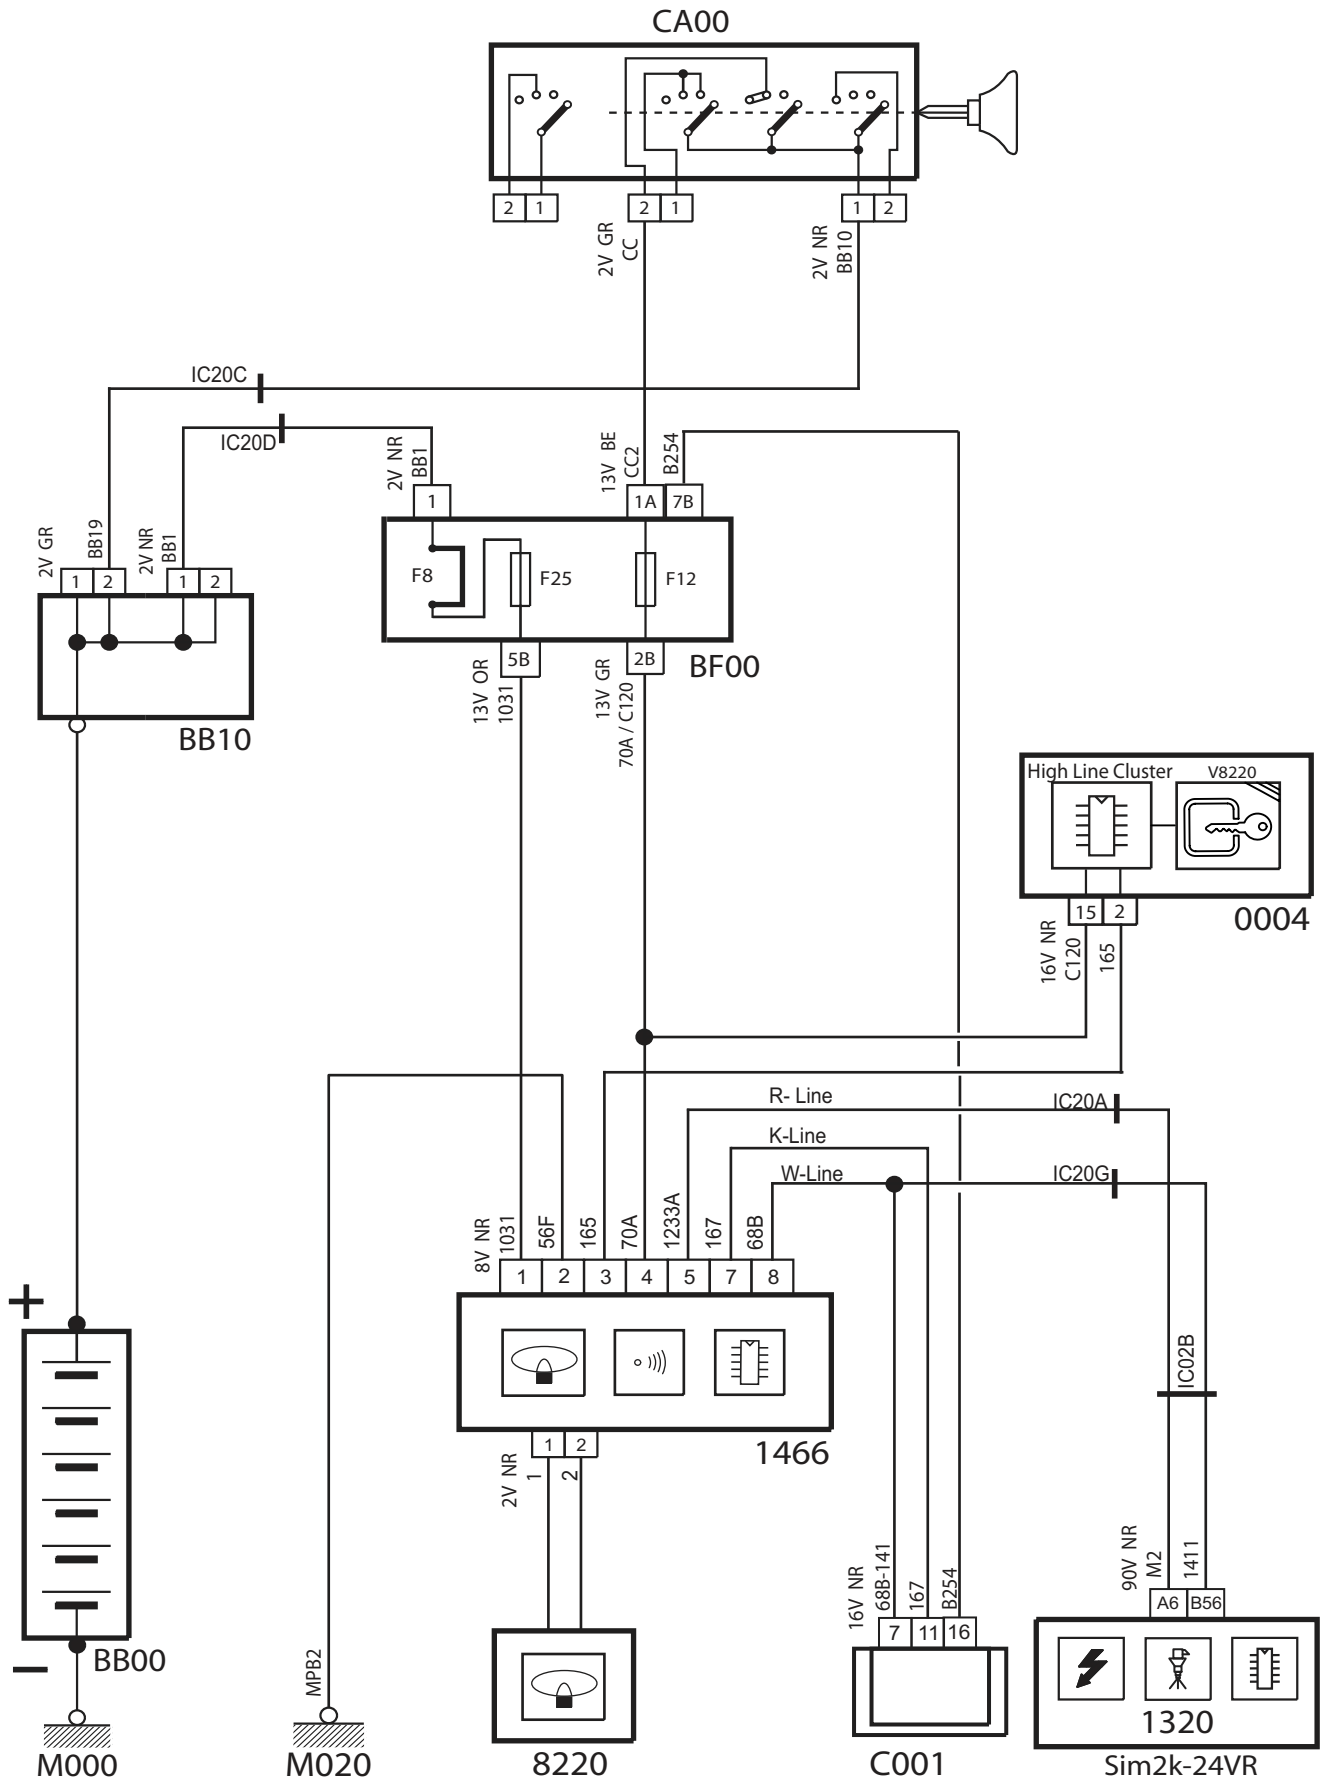 CA00
2 1
2 1
1 2
2V GR
CC
2V NR
BB10
IC20C
IC20D
2V NR
BB1
13V BE
CC2
B254
1
1A 7B
2V GR
BB19
2V NR
BB1
1 2
1 2
F8
F25
F12
5B
2B
BF00
13V OR
1031
13V GR
70A / C120
BB10
High Line Cluster
V8220
15 2
0004
16V NR
C120
165
R- Line
IC20A
K-Line
W-Line
IC20G
8V NR
1031
56F
165
70A
1233A
167
68B
1 2 3 4 5 7 8
+
IC02B
1466
1 2
2V NR
1
2
90V NR
M2
1411
16V NR
68B-141
167
B254
A6 B56
7 11 16
BB00
−
MPB2
1320
M000
M020
8220
C001
Sim2k-24VR